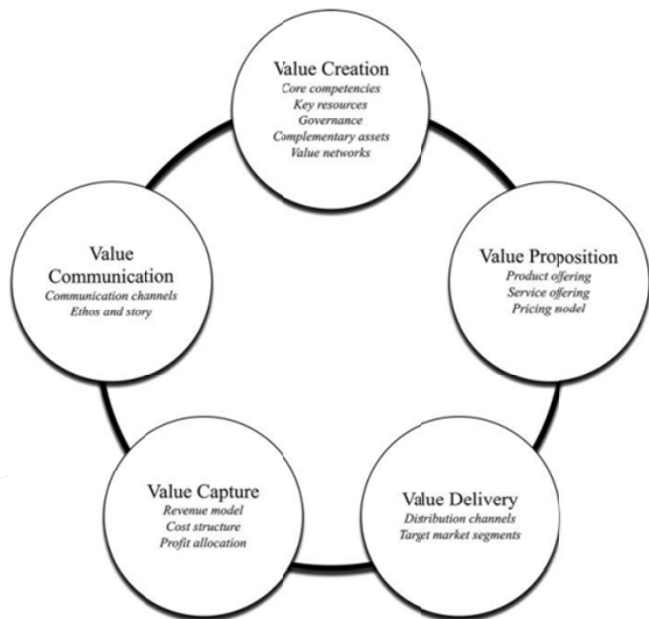 Value Creation
Core competencies
Key resources
Governance
Complementary assets
Value networks
Value
Communication
Communication channels
Ethos and story
Value Proposition
Product offering
Service offering
Pricing model
Value Capture
Revenue model
Cost structure
Profit allocation
Value Delivery
Distribution channels
Target market segments